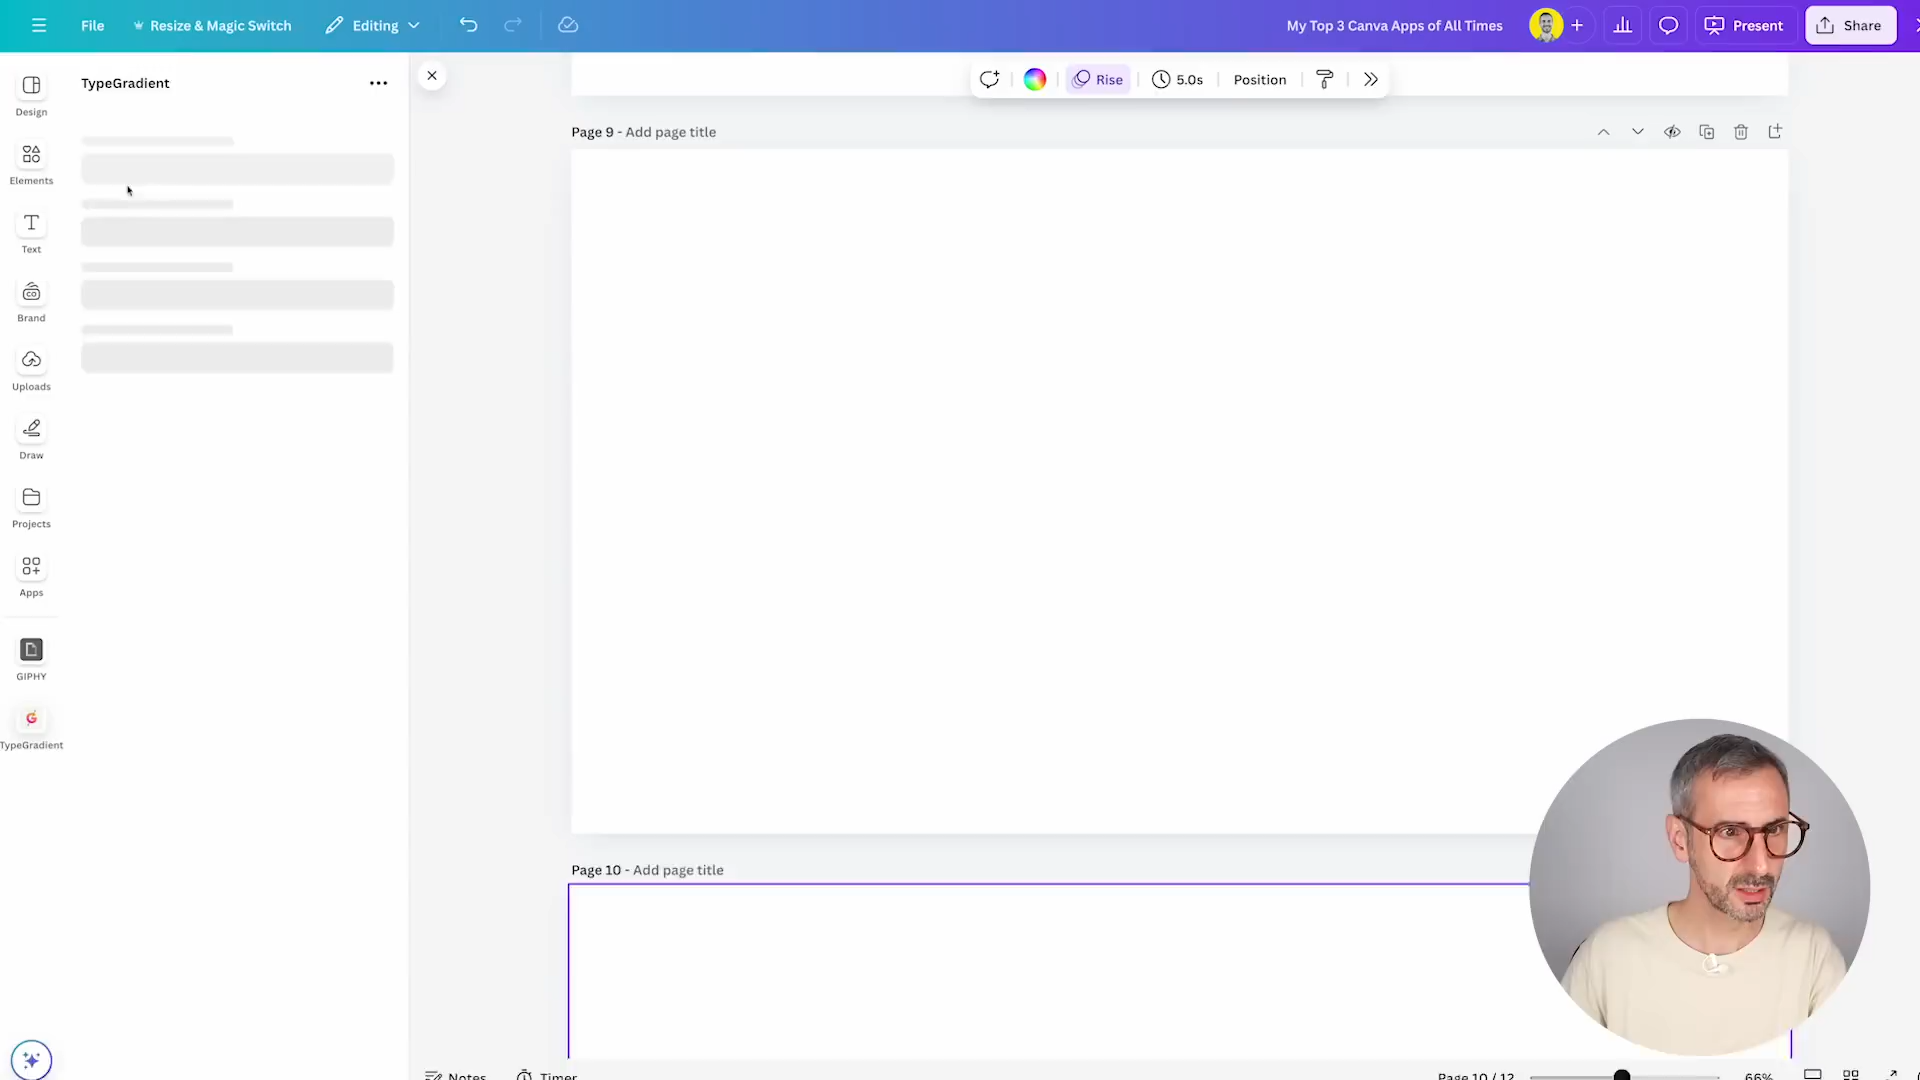 File
Resize & Magic Switch
Editing
My Top 3 Canva Apps of All Times
Present
Share
TypeGradient
Rise
5.0s
Position
Page 9 - Add page title
Design
Elements
Text
Brand
Uploads
Draw
Projects
Apps
GIPHY
TypeGradient
Page 10 - Add page title
Notes
Timer
Page 10 / 12
66%